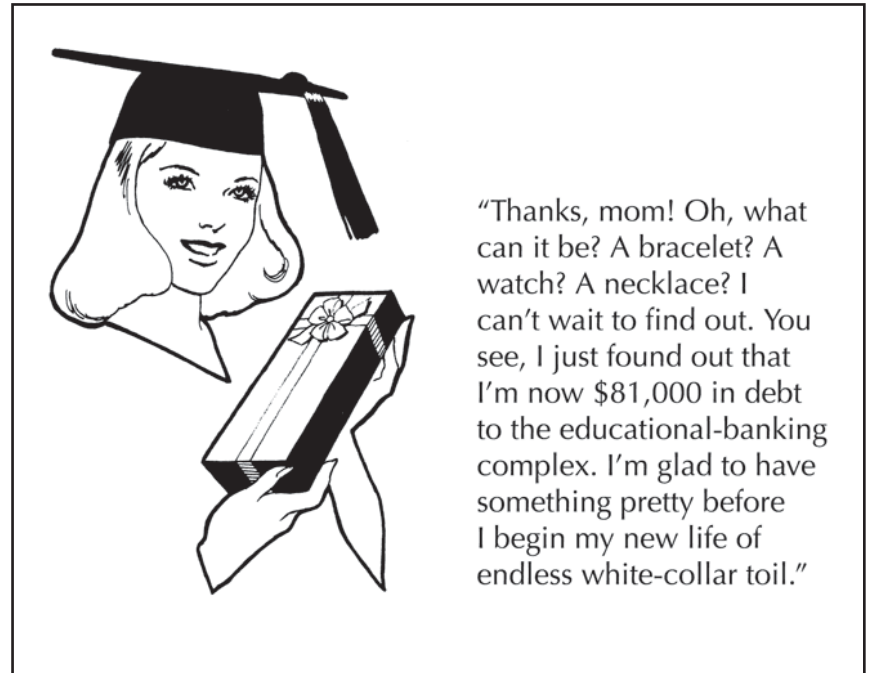 “Thanks, mom! Oh, what
can it be? A bracelet? A
watch? A necklace? I
can’t wait to find out. You
see, I just found out that
I’m now $81,000 in debt
to the educational-banking
complex. I’m glad to have
something pretty before
I begin my new life of
endless white-collar toil.”